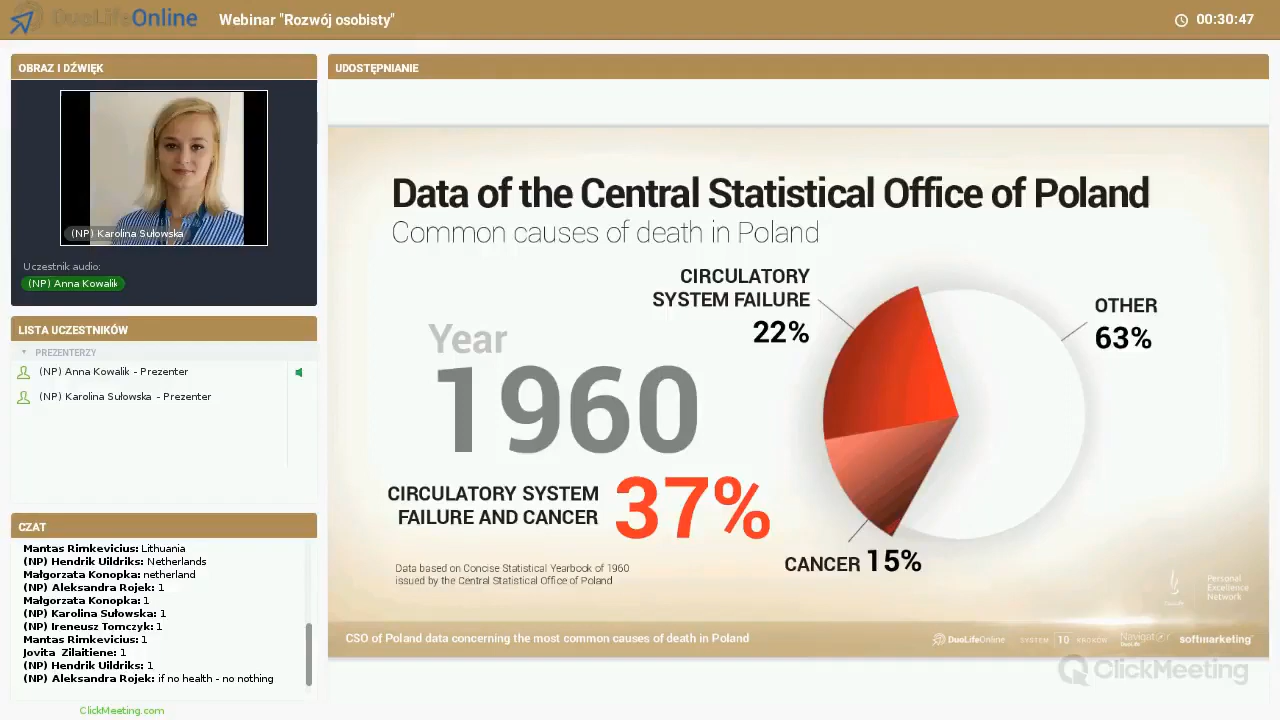 DuoLifeOnline
Webinar "Rozwój osobisty"
00:30:47
OBRAZ I DŹWIĘK
(NP) Karolina Sułowska
Uczestnik audio:
(NP) Anna Kowalik
LISTA UCZESTNIKÓW
PREZENTERZY
(NP) Anna Kowalik - Prezenter
(NP) Karolina Sułowska - Prezenter
CZAT
Mantas Rimkevicius: Lithuania
(NP) Hendrik Uildriks: Netherlands
Małgorzata Konopka: netherland
(NP) Aleksandra Rojek: 1
Małgorzata Konopka: 1
(NP) Karolina Sułowska: 1
(NP) Ireneusz Tomczyk: 1
Mantas Rimkevicius: 1
Jovita Zilaitiene: 1
(NP) Hendrik Uildriks: 1
(NP) Aleksandra Rojek: if no health - no nothing
ClickMeeting.com
UDOSTĘPNIANIE
Data of the Central Statistical Office of Poland
Common causes of death in Poland
CIRCULATORY
SYSTEM FAILURE
22%
OTHER
63%
Year
1960
CIRCULATORY SYSTEM
FAILURE AND CANCER
37%
CANCER 15%
Data based on Concise Statistical Yearbook of 1960
issued by the Central Statistical Office of Poland
Personal
Excellence
Network
CSO of Poland data concerning the most common causes of death in Poland
DuoLifeOnline
SYSTEM 10 KROKÓW
Navigator
DuoLife
softmarketing
ClickMeeting